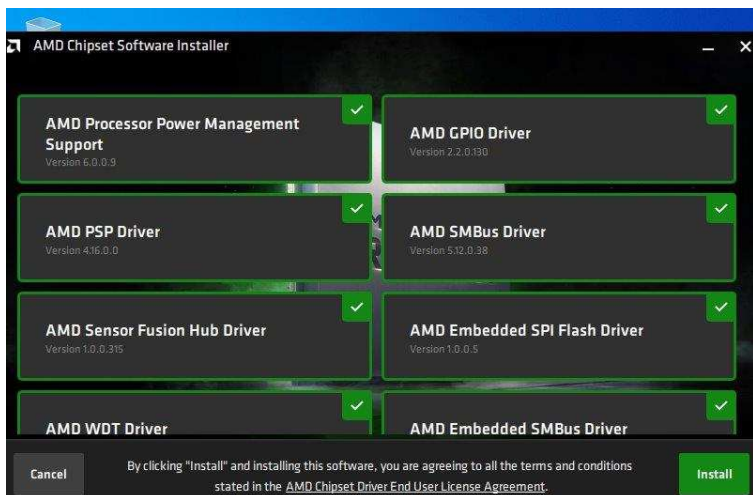 AMD Chipset Software Installer
AMD Processor Power Management
Support
Version 6.0.0.9
AMD GPIO Driver
Version 2.2.0.130
AMD PSP Driver
Version 4.16.0.0
AMD SMBus Driver
Version 5.12.0.38
AMD Sensor Fusion Hub Driver
Version 1.0.0.315
AMD Embedded SPI Flash Driver
Version 1.0.0.5
AMD WDT Driver
AMD Embedded SMBus Driver
Cancel
By clicking "Install" and installing this software, you are agreeing to all the terms and conditions
stated in the AMD Chipset Driver End User License Agreement.
Install